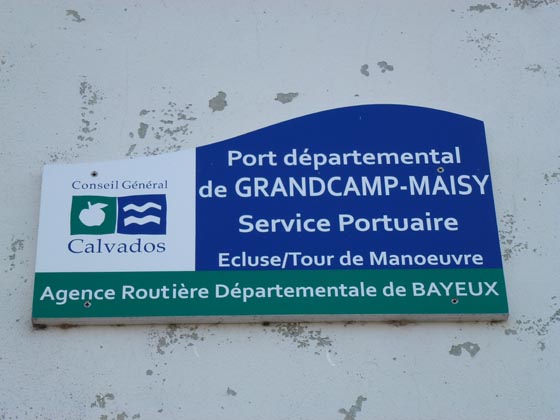 Conseil Général
Calvados
Port départemental
de GRANDCAMP-MAISY
Service Portuaire
Ecluse/Tour de Manoeuvre
Agence Routière Départementale de BAYEUX